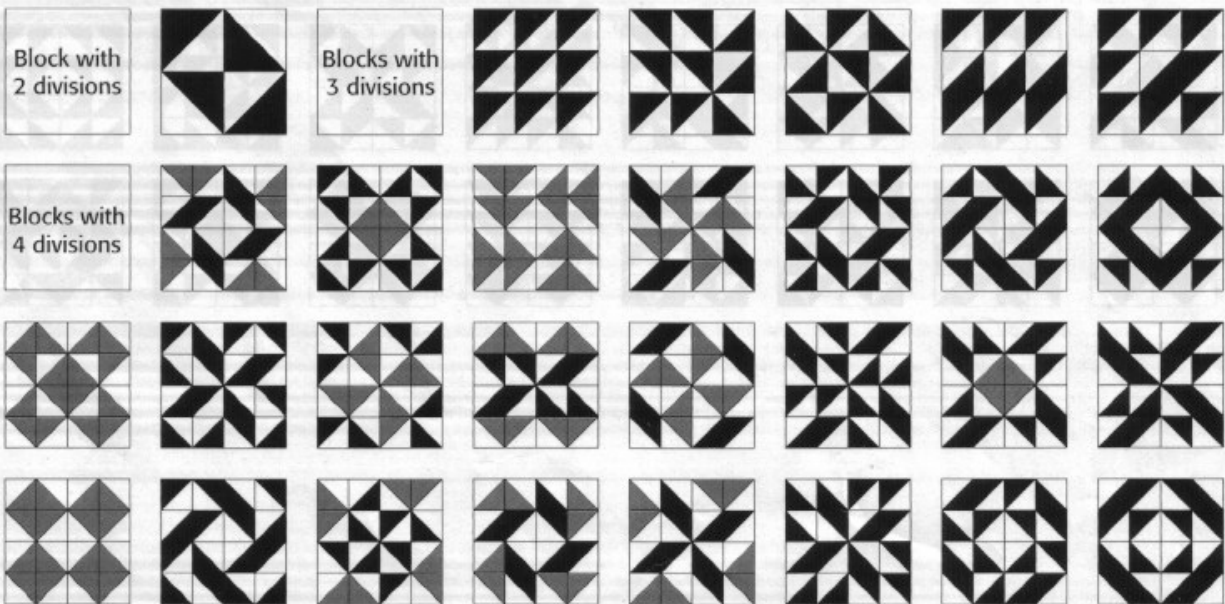 Block with
2 divisions
Blocks with
3 divisions
Blocks with
4 divisions